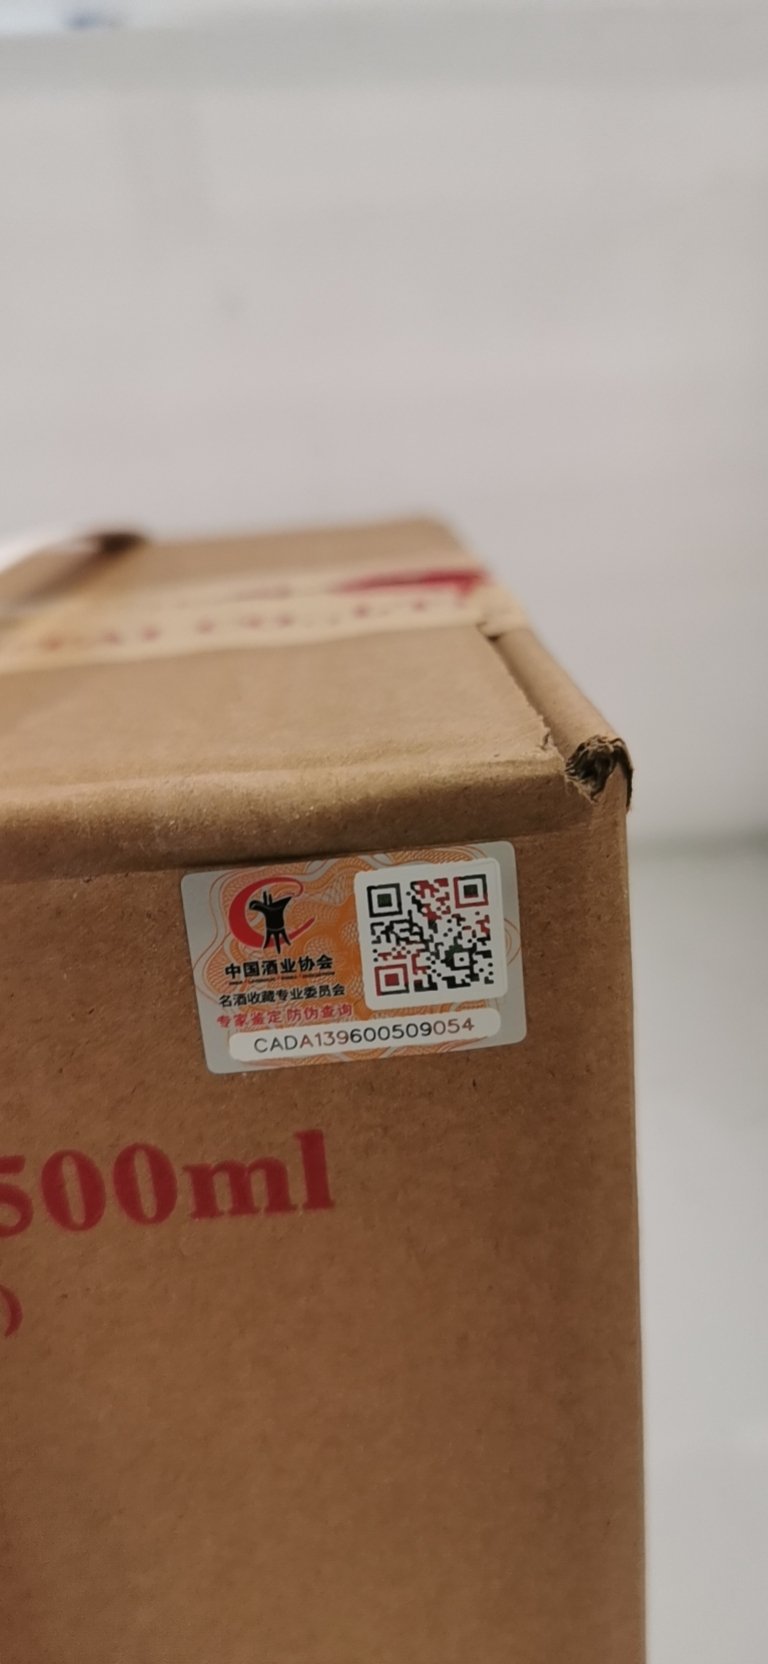 中国酒业协会
名酒收藏专业委员会
专家鉴定 防伪查询
CADA139600509054
500ml
)